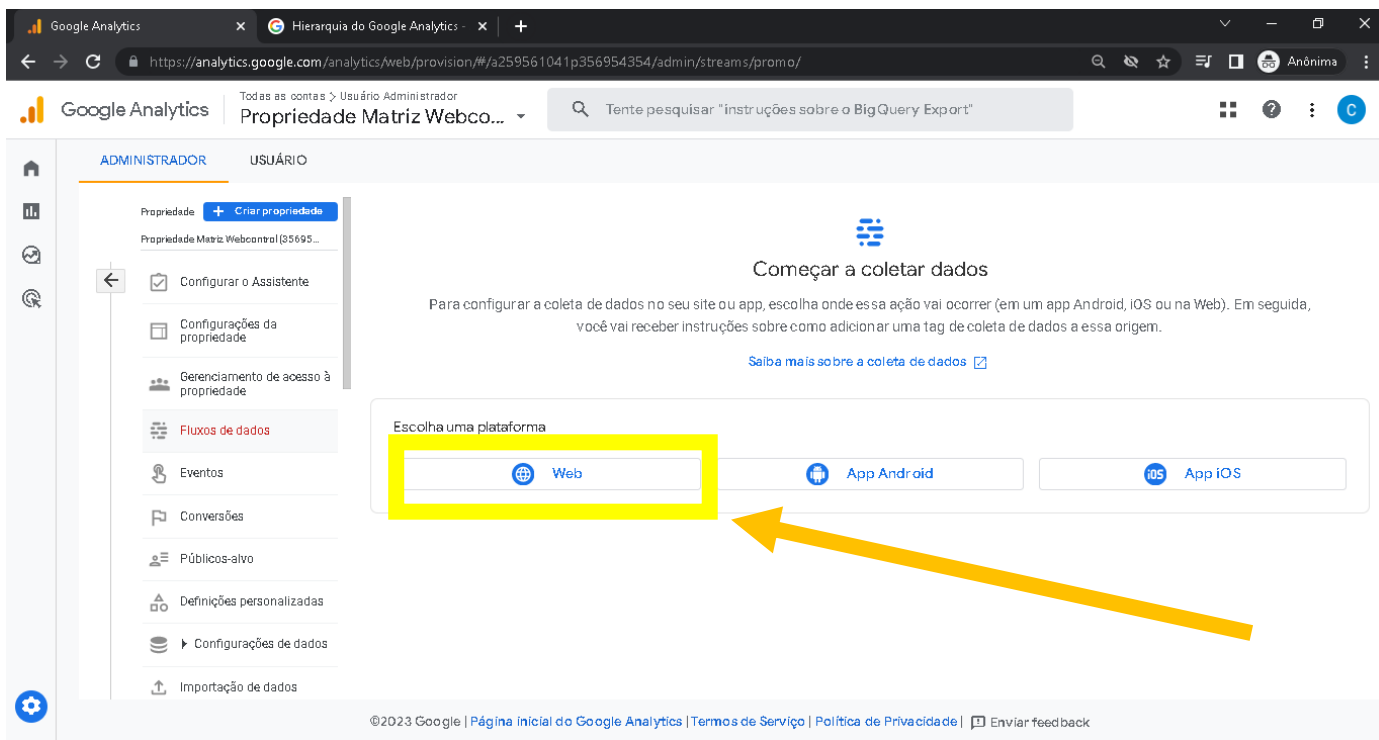 Google Analytics
Hierarquia do Google Analytics -
https://analytics.google.com/analytics/web/provision/#/a259561041p356954354/admin/streams/promo/
Anônima
Google Analytics
Todas as contas > Usuário Administrador
Propriedade Matriz Webco...
Tente pesquisar "instruções sobre o BigQuery Export"
C
ADMINISTRADOR
USUÁRIO
Propriedade
+ Criar propriedade
Propriedade Matriz Webcontrol (35695...
Configurar o Assistente
Configurações da
propriedade
Gerenciamento de acesso à
propriedade
Fluxos de dados
Eventos
Conversões
Públicos-alvo
Definições personalizadas
Configurações de dados
Importação de dados
Começar a coletar dados
Para configurar a coleta de dados no seu site ou app, escolha onde essa ação vai ocorrer (em um app Android, iOS ou na Web). Em seguida,
você vai receber instruções sobre como adicionar uma tag de coleta de dados a essa origem.
Saiba mais sobre a coleta de dados
Escolha uma plataforma
Web
App Android
iOS
App iOS
©2023 Google | Página inicial do Google Analytics | Termos de Serviço | Política de Privacidade | Enviar feedback